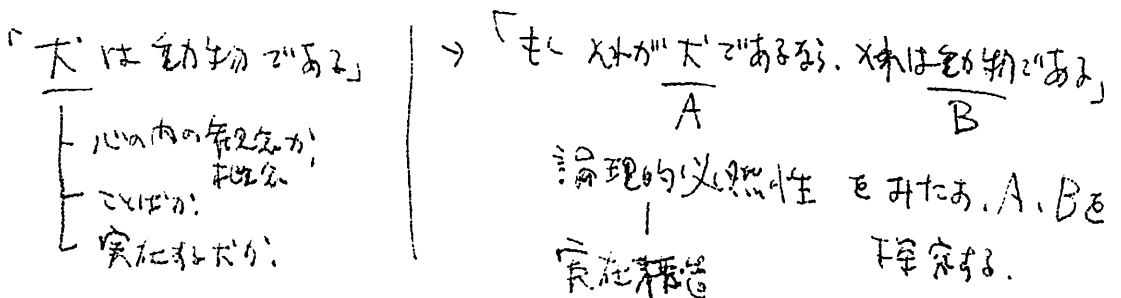 「犬は動物である」
心の内の観念か、
概念
ことばか、
実在する犬か、
→「もしそれが犬であるなら、それは動物である」
A B
論理的必然性 をみたす、A、Bを
探究する。
実在構造